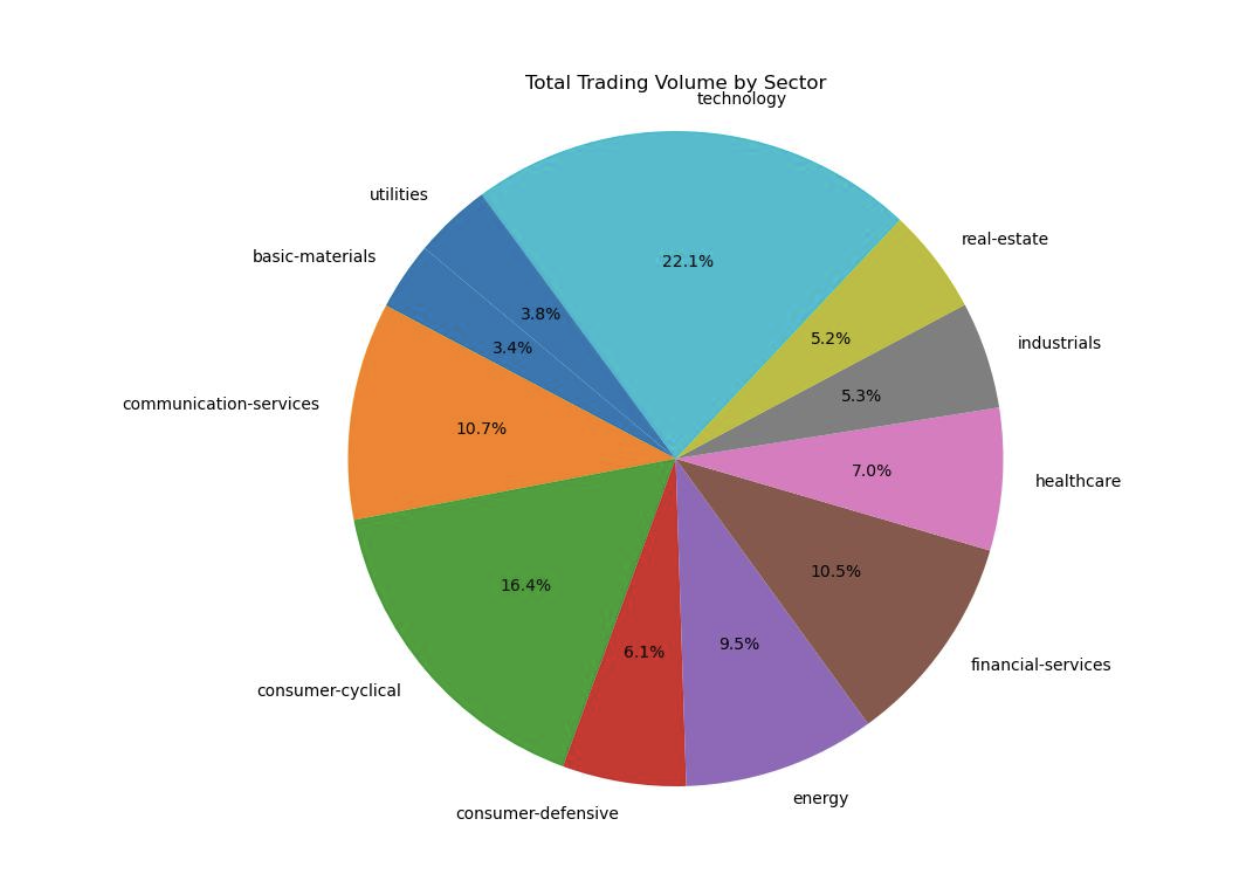 Total Trading Volume by Sector
technology
utilities
real-estate
basic-materials
22.1%
3.8%
5.2%
industrials
3.4%
5.3%
communication-services
10.7%
7.0%
healthcare
10.5%
16.4%
9.5%
6.1%
financial-services
consumer-cyclical
energy
consumer-defensive